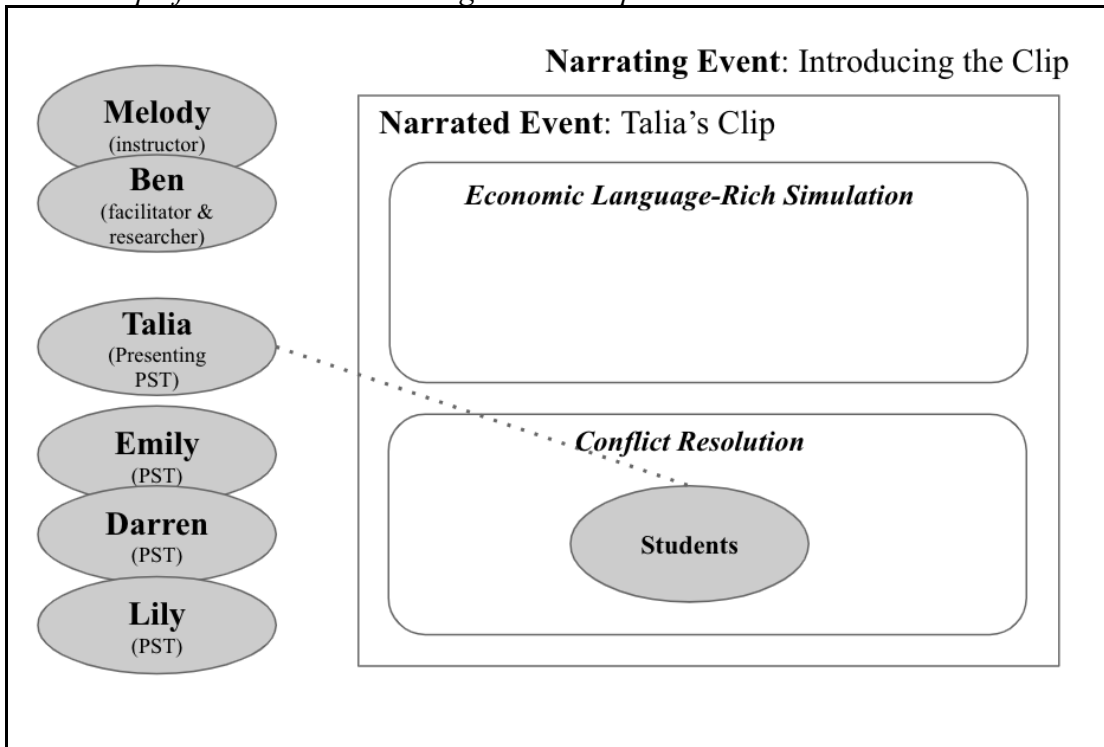 Narrating Event: Introducing the Clip
Melody
(instructor)
Ben
(facilitator &
researcher)
Talia
(Presenting
PST)
Emily
(PST)
Darren
(PST)
Lily
(PST)
Narrated Event: Talia's Clip
Economic Language-Rich Simulation
Conflict Resolution
Students